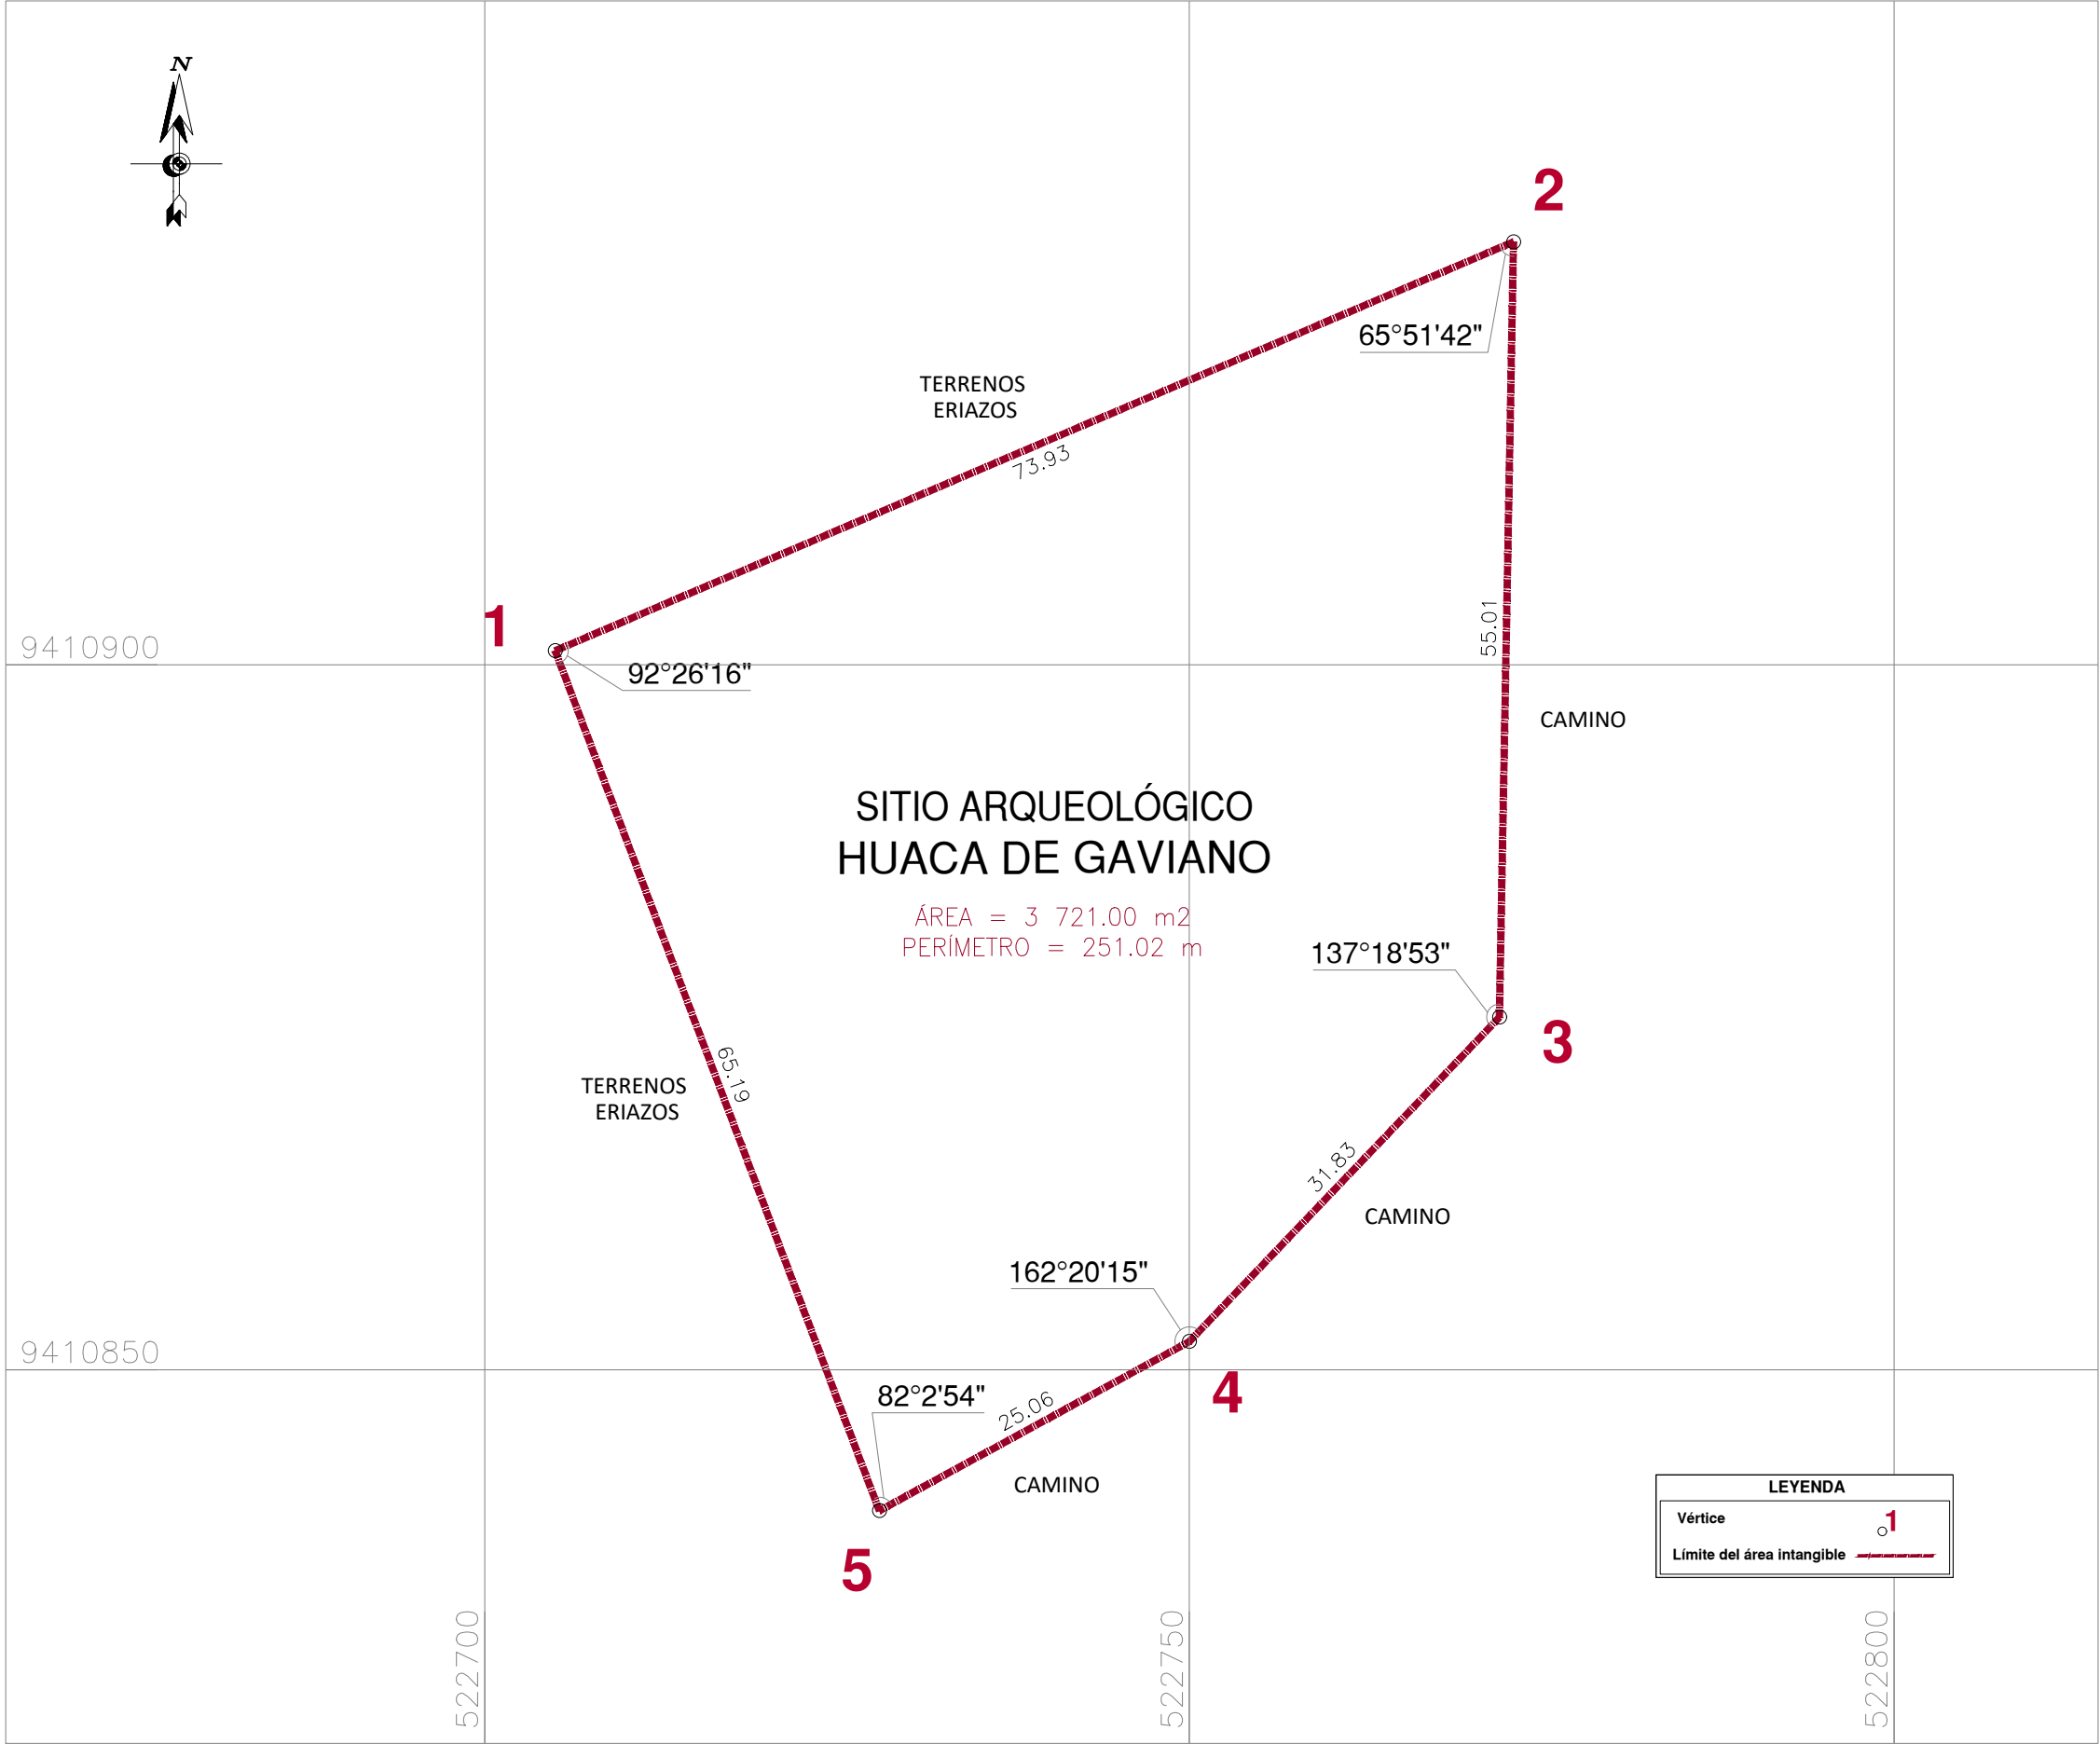 N
2
65°51'42"
TERRENOS
ERIAZOS
73.93
1
55.01
9410900
92°26'16"
CAMINO
SITIO ARQUEOLÓGICO
HUACA DE GAVIANO
ÁREA = 3 721.00 m2
PERÍMETRO = 251.02 m
137°18'53"
3
65.19
TERRENOS
ERIAZOS
31.83
CAMINO
162°20'15"
9410850
4
82°2'54"
25.06
CAMINO
5
LEYENDA
Vértice 1
Límite del área intangible
522700
522750
522800